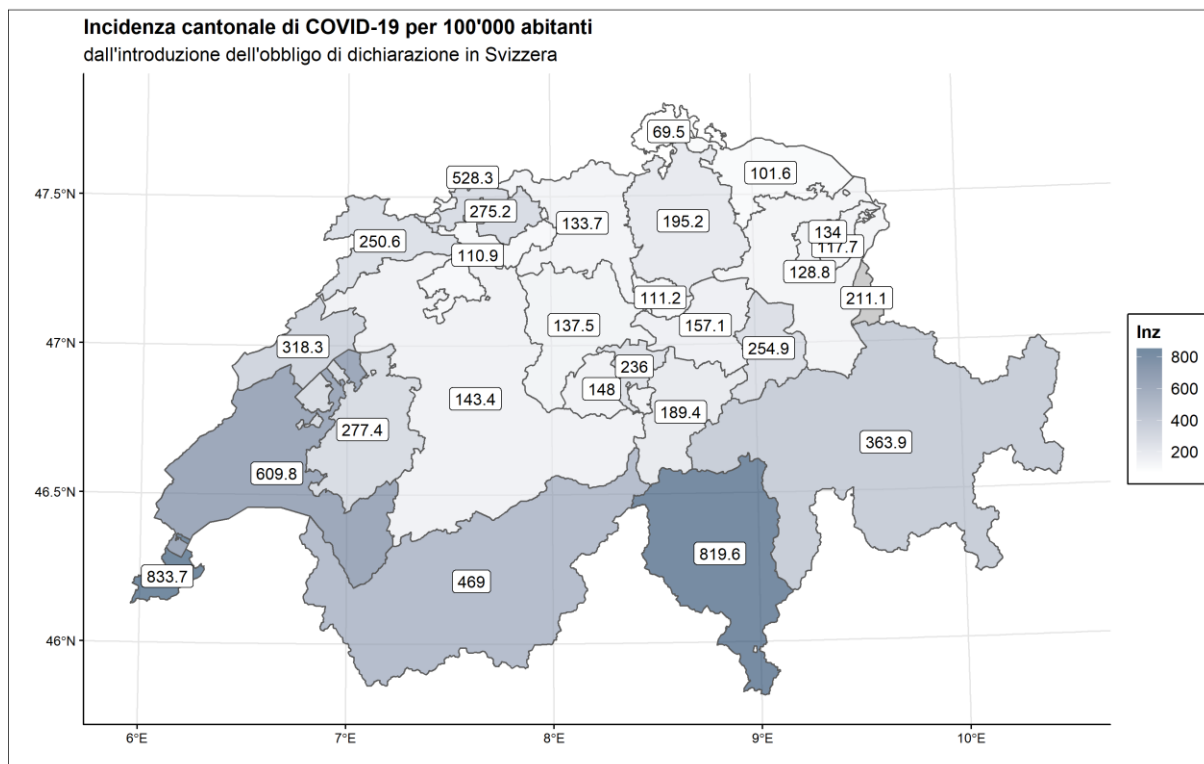 Incidenza cantonale di COVID-19 per 100'000 abitanti
dall'introduzione dell'obbligo di dichiarazione in Svizzera
69.5
528.3
101.6
47.5°N
275.2
195.2
133.7
134
250.6
117.7
110.9
128.8
111.2
211.1
137.5
157.1
Inz
47°N
318.3
254.9
800
236
148
600
143.4
189.4
400
277.4
363.9
200
609.8
46.5°N
819.6
833.7
469
46°N
6°E
7°E
8°E
9°E
10°E